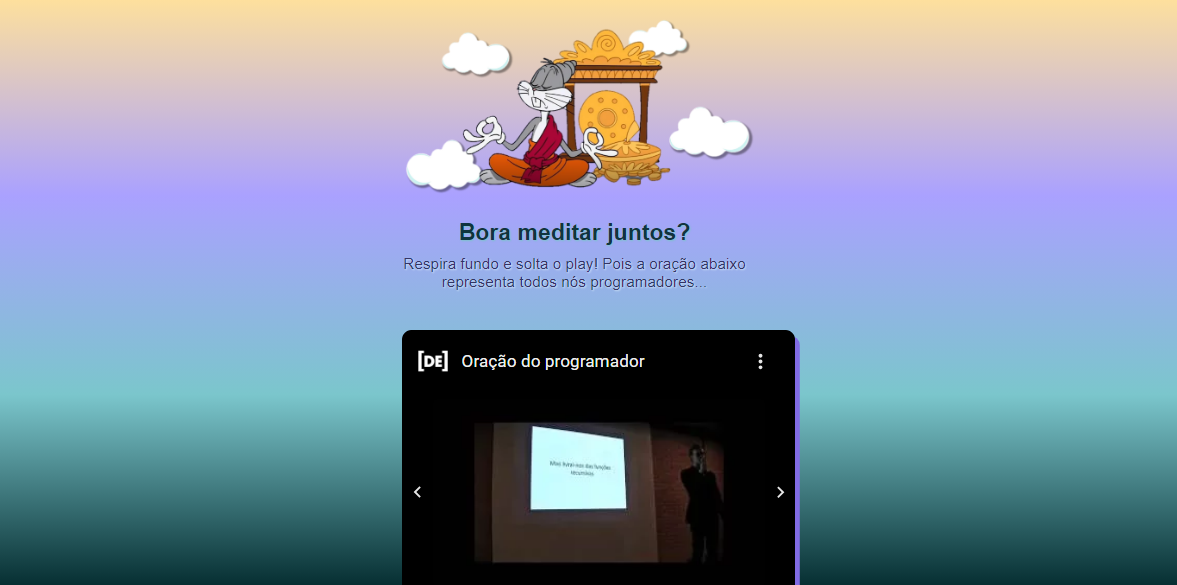 Bora meditar juntos?
Respira fundo e solta o play! Pois a oração abaixo
representa todos nós programadores...
[DE] Oração do programador
Mas livrai-nos das funções
recursivas